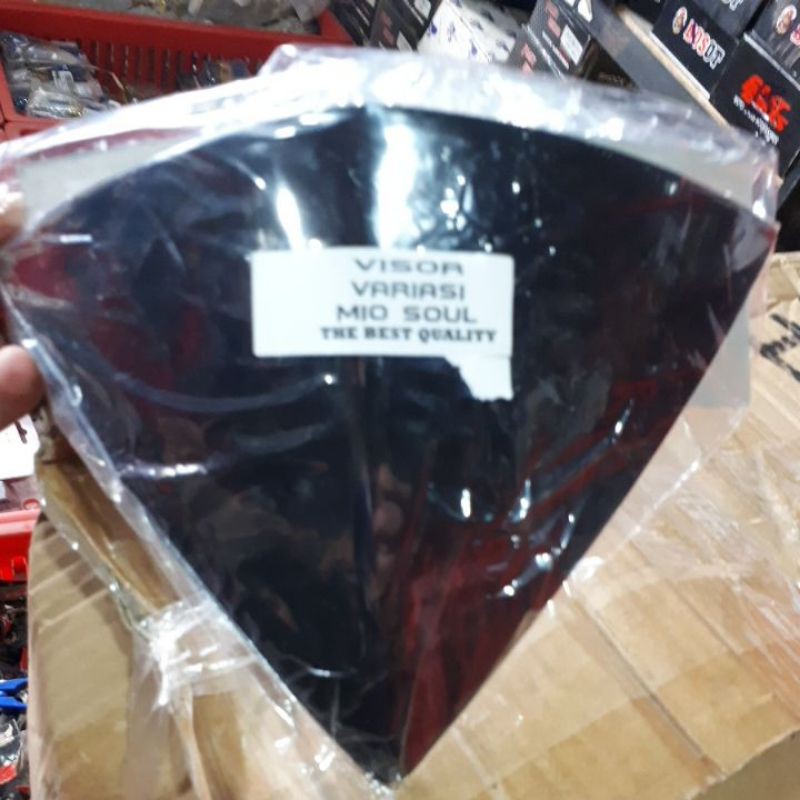 VISOR
VARIASI
MIO SOUL
THE BEST QUALITY